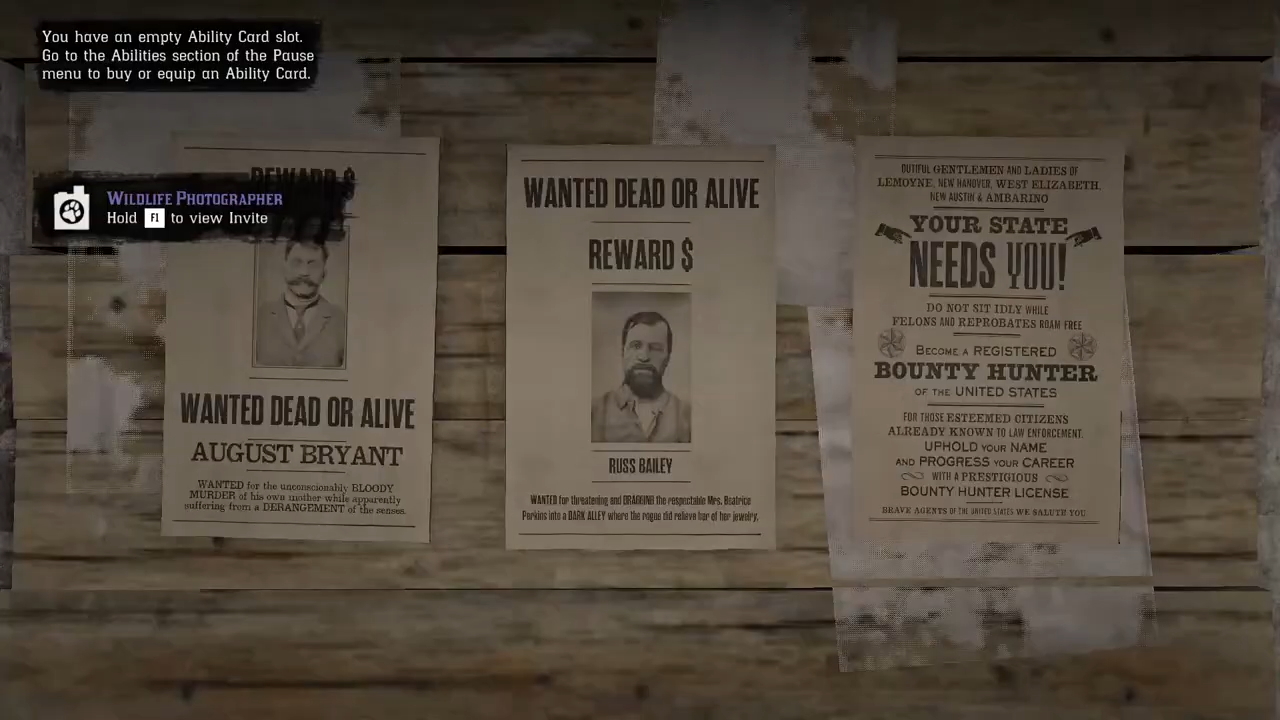 You have an empty Ability Card slot.
Go to the Abilities section of the Pause
menu to buy or equip an Ability Card.
WILDLIFE PHOTOGRAPHER
Hold F1 to view Invite
REWARD $
WANTED DEAD OR ALIVE
AUGUST BRYANT
WANTED for the unconscionably BLOODY
MURDER of his own mother while apparently
suffering from a DERANGEMENT of the senses.
WANTED DEAD OR ALIVE
REWARD $
RUSS BAILEY
WANTED for threatening and DRAGGING the respectable Mrs. Beatrice
Perkins into a DARK ALLEY where the rogue did relieve her of her jewelry.
DUTIFUL GENTLEMEN AND LADIES OF
LEMOYNE, NEW HANOVER, WEST ELIZABETH,
NEW AUSTIN & AMBARINO
YOUR STATE
NEEDS YOU!
DO NOT SIT IDLY WHILE
FELONS AND REPROBATES ROAM FREE
BECOME A REGISTERED
BOUNTY HUNTER
OF THE UNITED STATES
FOR THOSE ESTEEMED CITIZENS
ALREADY KNOWN TO LAW ENFORCEMENT.
UPHOLD YOUR NAME
AND PROGRESS YOUR CAREER
WITH A PRESTIGIOUS
BOUNTY HUNTER LICENSE
BRAVE AGENTS OF THE UNITED STATES WE SALUTE YOU